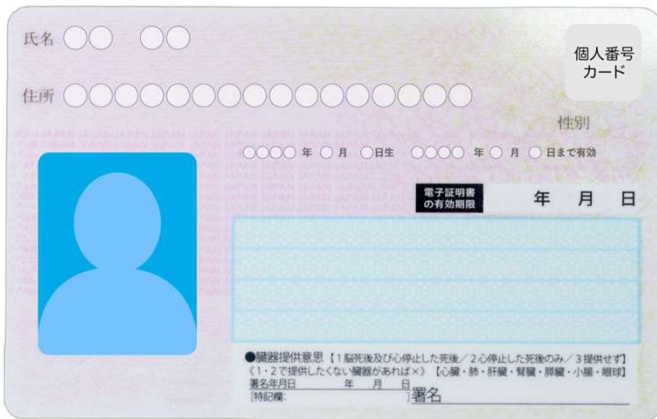 氏名 〇〇 〇〇
個人番号
カード
住所 〇〇〇〇〇〇〇〇〇〇〇〇〇〇〇〇
性別
〇〇〇〇 年 〇 月 〇 日生 〇〇〇〇 年 〇 月 〇 日まで有効
電子証明書
の有効期限
年 月 日
●臓器提供意思【1 脳死後及び心停止した死後／2 心停止した死後のみ／3 提供せず】
《1・2で提供したくない臓器があれば×》【心臓・肺・肝臓・腎臓・膵臓・小腸・眼球】
署名年月日 年 月 日
[特記欄: ] 署名